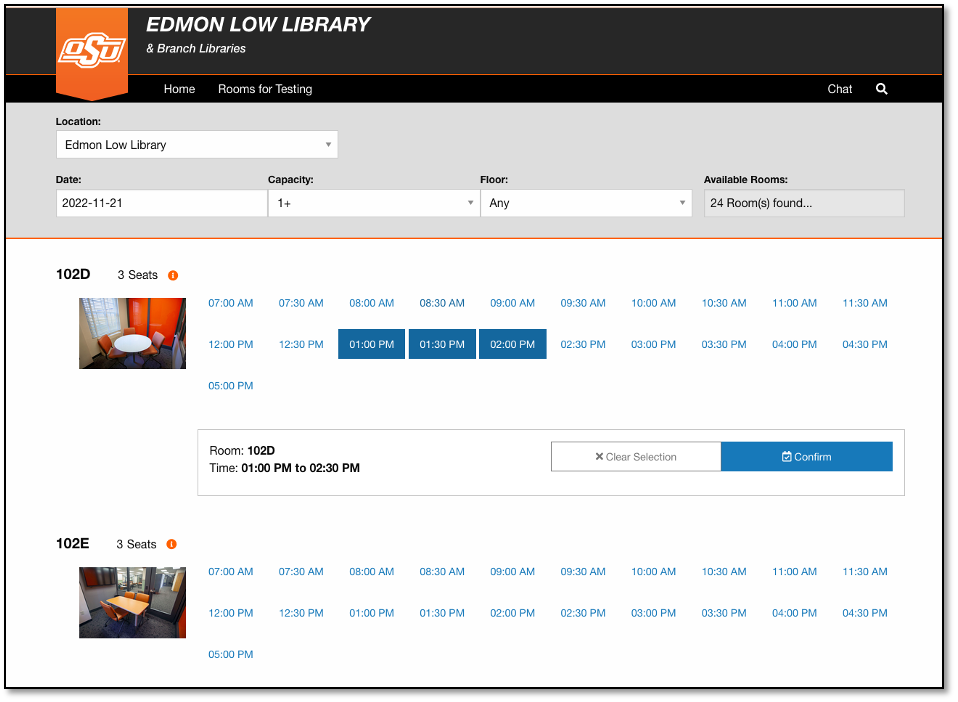 EDMON LOW LIBRARY
& Branch Libraries
OSU
Home Rooms for Testing Chat
Location:
Edmon Low Library
Date: Capacity: Floor: Available Rooms:
2022-11-21 1+ Any 24 Room(s) found...
102D 3 Seats
07:00 AM 07:30 AM 08:00 AM 08:30 AM 09:00 AM 09:30 AM 10:00 AM 10:30 AM 11:00 AM 11:30 AM
12:00 PM 12:30 PM 01:00 PM 01:30 PM 02:00 PM 02:30 PM 03:00 PM 03:30 PM 04:00 PM 04:30 PM
05:00 PM
Room: 102D
Time: 01:00 PM to 02:30 PM
Clear Selection Confirm
102E 3 Seats
07:00 AM 07:30 AM 08:00 AM 08:30 AM 09:00 AM 09:30 AM 10:00 AM 10:30 AM 11:00 AM 11:30 AM
12:00 PM 12:30 PM 01:00 PM 01:30 PM 02:00 PM 02:30 PM 03:00 PM 03:30 PM 04:00 PM 04:30 PM
05:00 PM